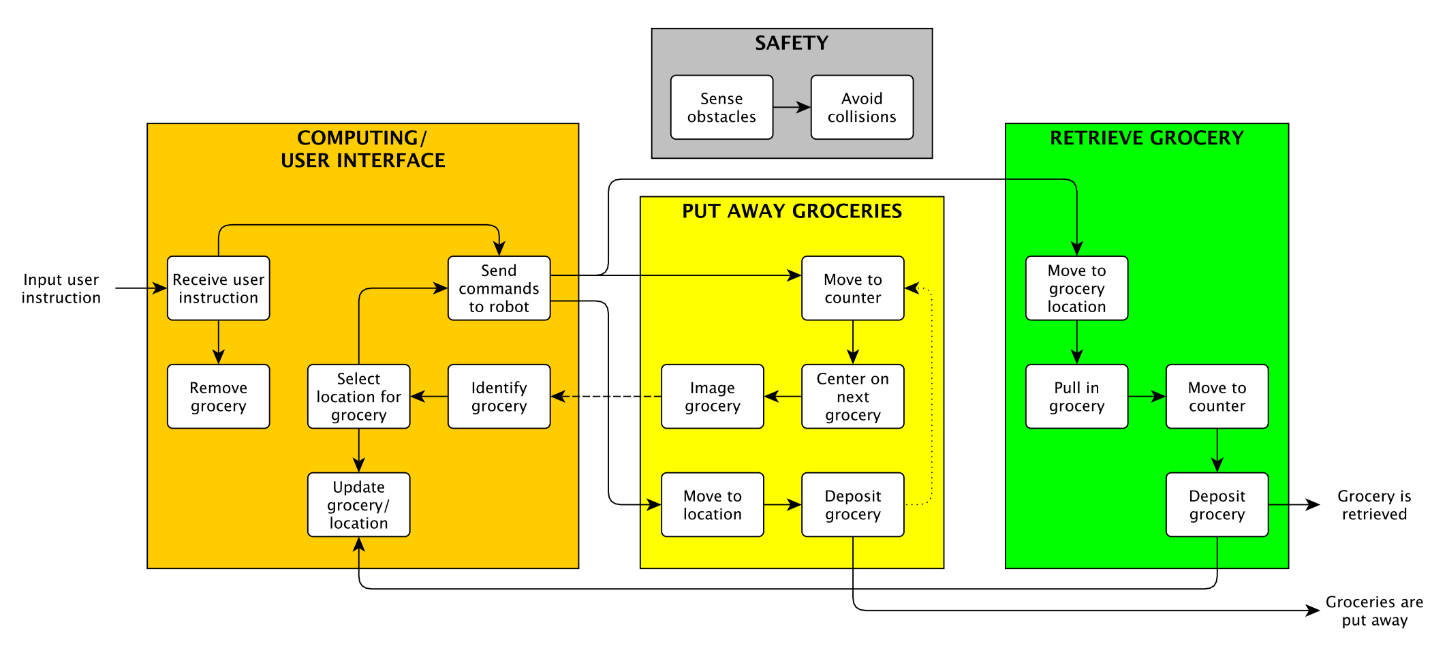 SAFETY
Sense
obstacles
Avoid
collisions
COMPUTING/
USER INTERFACE
Input user
instruction
Receive user
instruction
Send
commands
to robot
Remove
grocery
Select
location for
grocery
Identify
grocery
Update
grocery/
location
PUT AWAY GROCERIES
Move to
counter
Image
grocery
Center on
next
grocery
Move to
location
Deposit
grocery
RETRIEVE GROCERY
Move to
grocery
location
Pull in
grocery
Move to
counter
Deposit
grocery
Grocery is
retrieved
Groceries are
put away